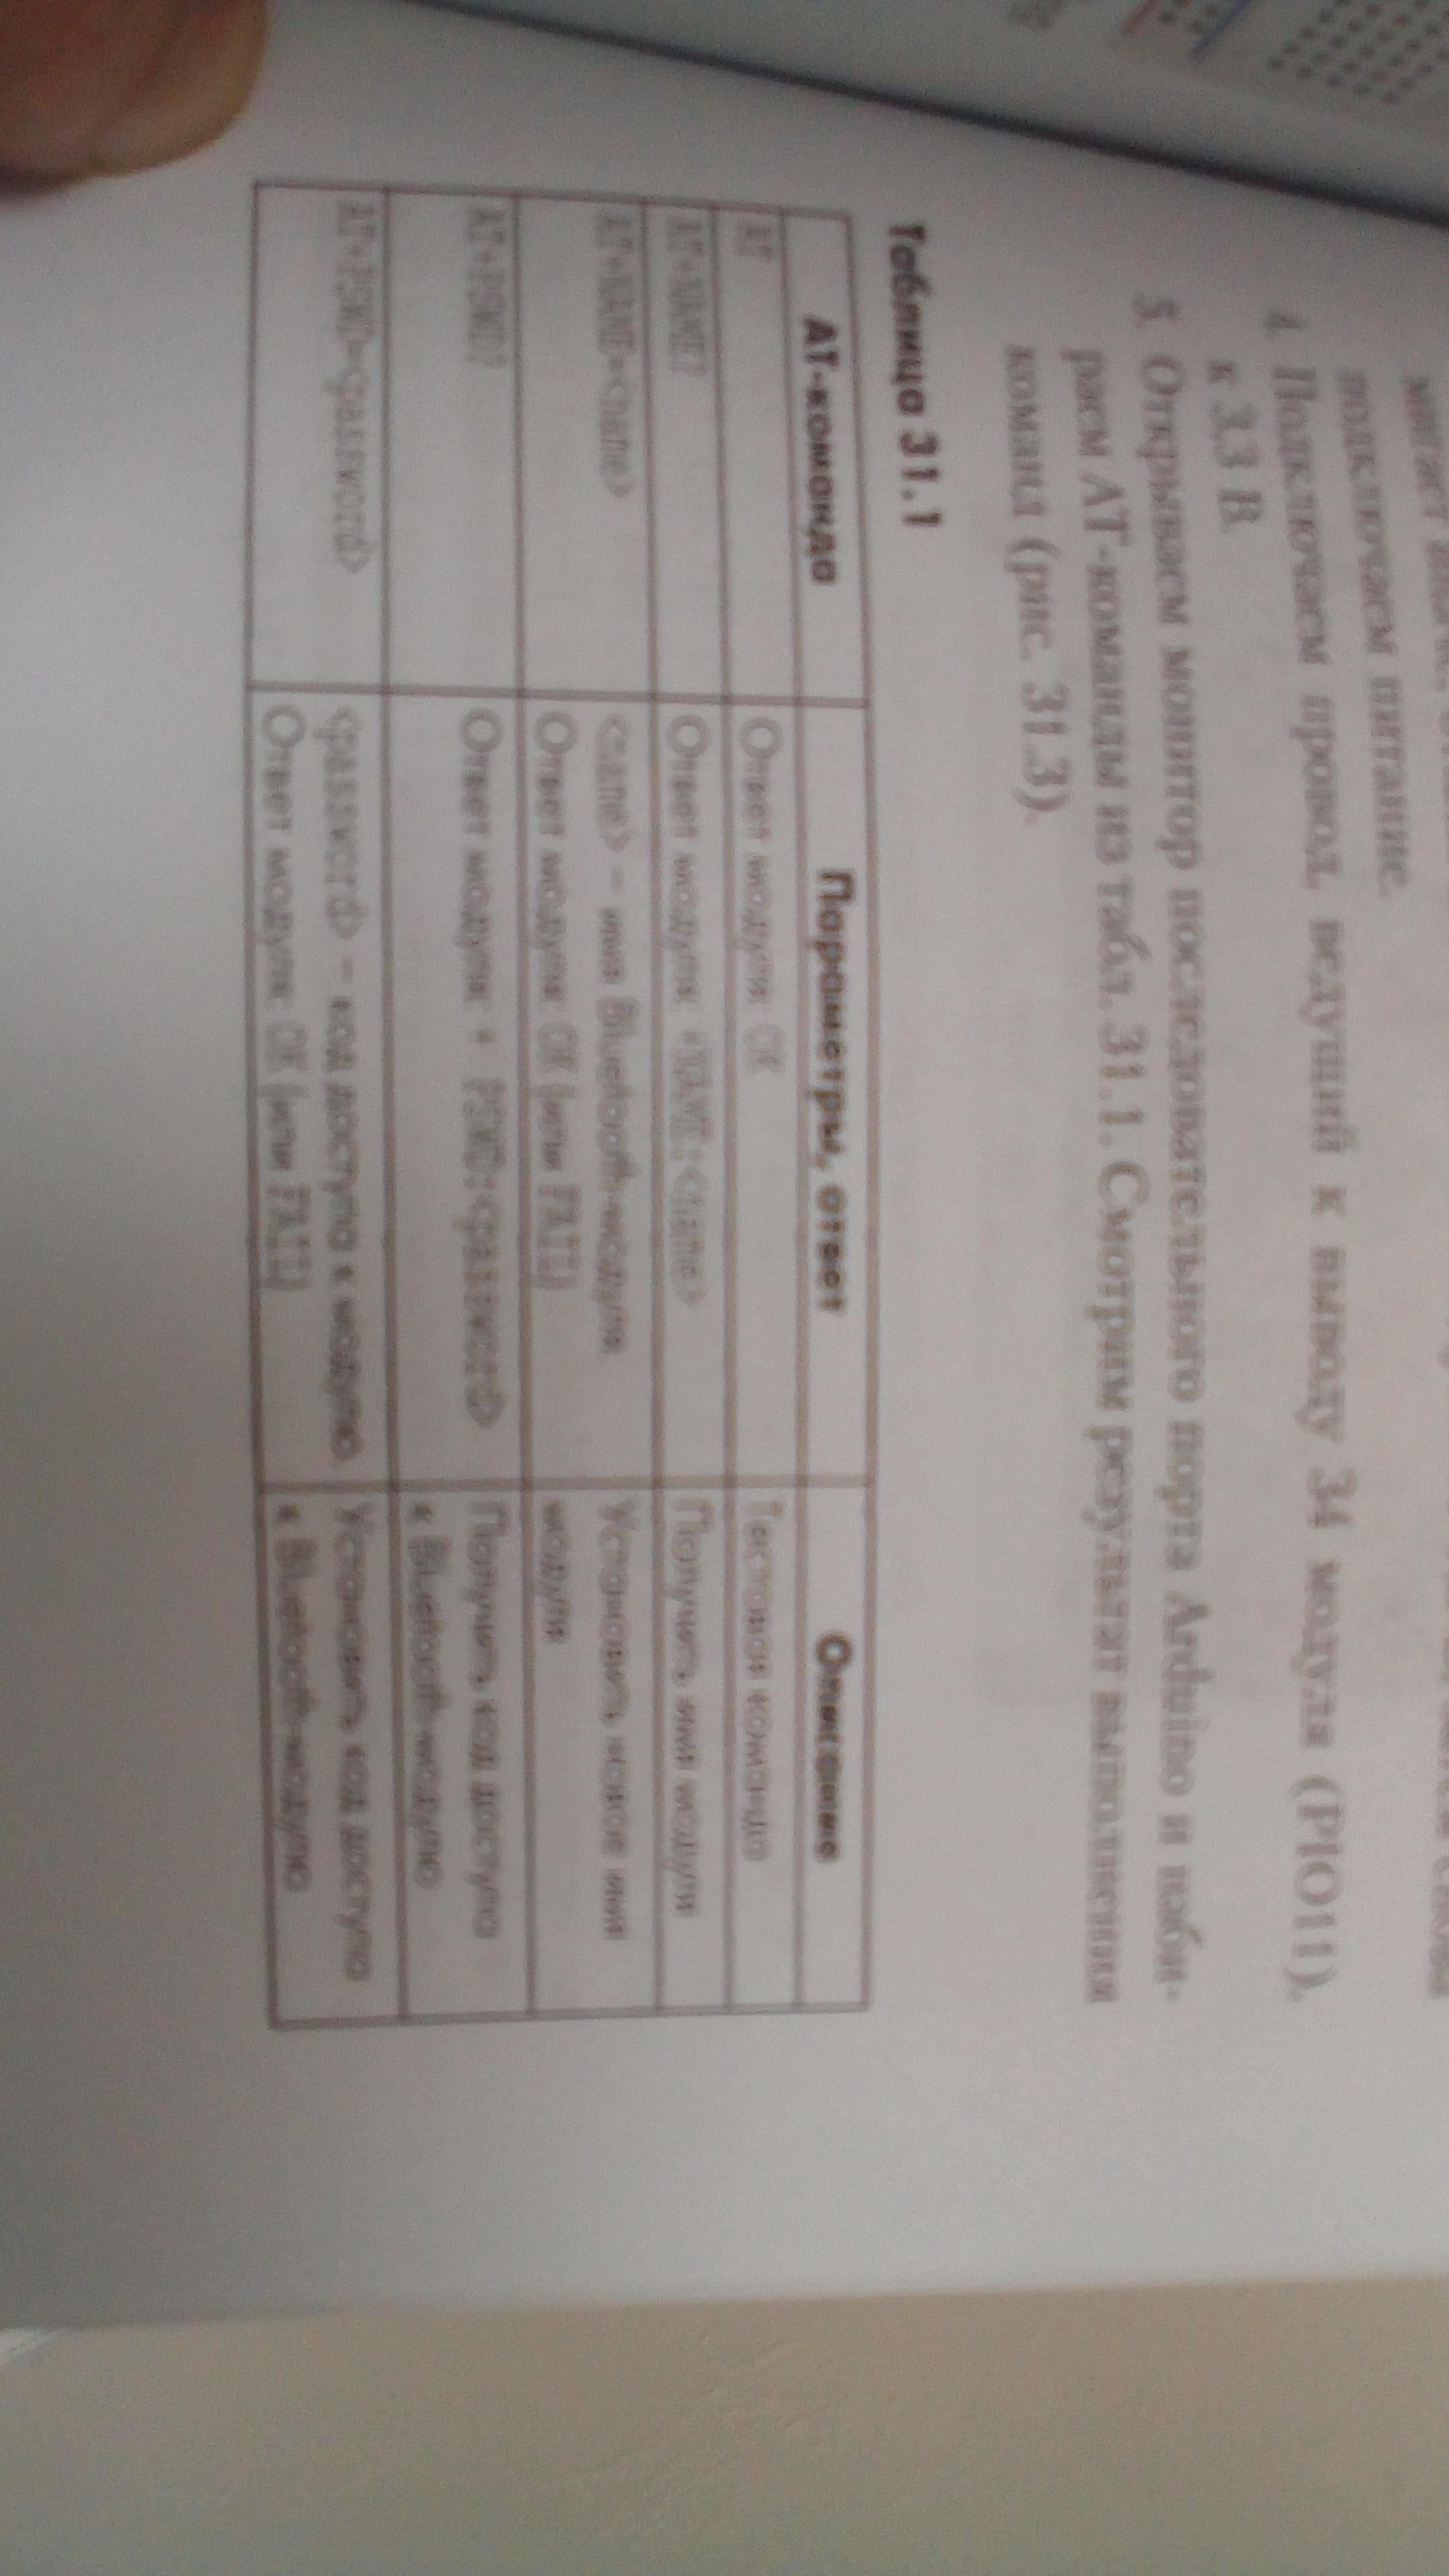 подключаем питание.
4. Подключаем провод, ведущий к выводу 34 модуля (PIO11),
к 3.3 В.
5. Открываем монитор последовательного порта Arduino и наби-
раем AT-команды из табл. 31.1. Смотрим результат выполнения
команд (рис. 31.3).
Таблица 31.1
AT-команда Параметры, ответ Описание
AT Ответ модуля: OK Тестовая команда
AT+NAME? Ответ модуля: +NAME:<name> Получить имя модуля
AT+NAME=<name> <name> – имя Bluetooth-модуля Установить новое имя
Ответ модуля: OK (или FAIL) модуля
AT+PSWD? Ответ модуля: + PSWD:<password> Получить код доступа
к Bluetooth-модулю
AT+PSWD=<password> <password> – код доступа к модулю Установить код доступа
Ответ модуля: OK (или FAIL) к Bluetooth-модулю